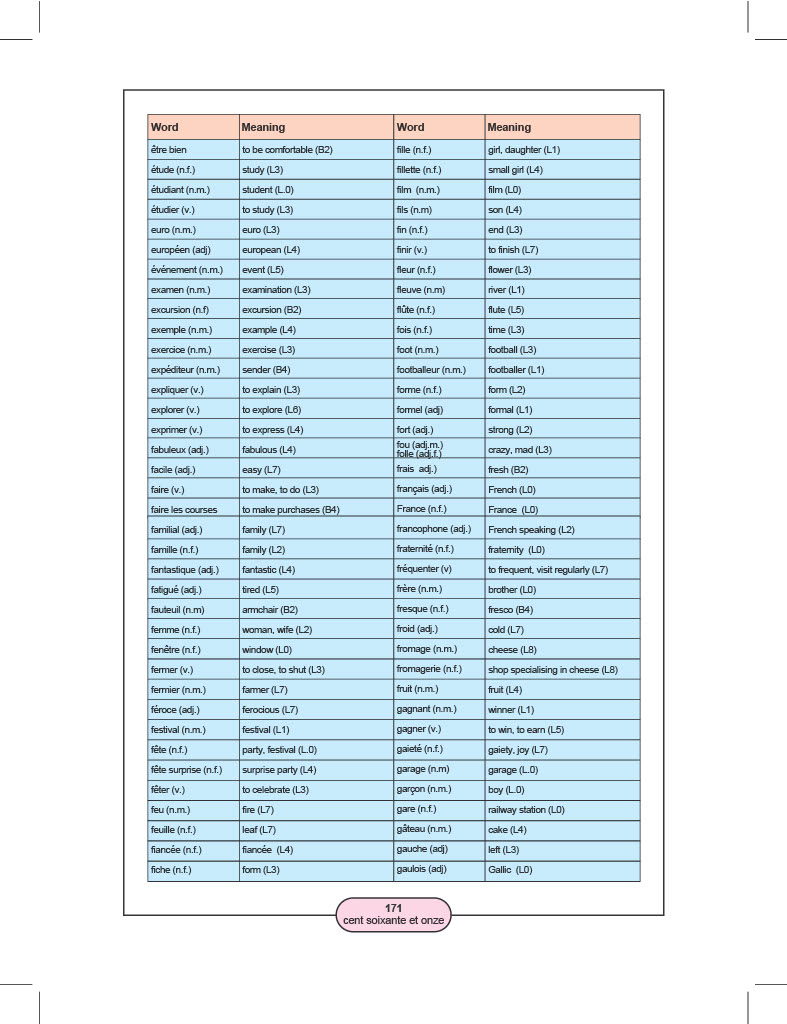 Word Meaning Word Meaning
être bien to be comfortable (B2) fille (n.f.) girl, daughter (L1)
étude (n.f.) study (L3) fillette (n.f.) small girl (L4)
étudiant (n.m.) student (L.0) film (n.m.) film (L0)
étudier (v.) to study (L3) fils (n.m) son (L4)
euro (n.m.) euro (L3) fin (n.f.) end (L3)
européen (adj) european (L4) finir (v.) to finish (L7)
événement (n.m.) event (L5) fleur (n.f.) flower (L3)
examen (n.m.) examination (L3) fleuve (n.m) river (L1)
excursion (n.f) excursion (B2) flûte (n.f.) flute (L5)
exemple (n.m.) example (L4) fois (n.f.) time (L3)
exercice (n.m.) exercise (L3) foot (n.m.) football (L3)
expéditeur (n.m.) sender (B4) footballeur (n.m.) footballer (L1)
expliquer (v.) to explain (L3) forme (n.f.) form (L2)
explorer (v.) to explore (L6) formel (adj) formal (L1)
exprimer (v.) to express (L4) fort (adj.) strong (L2)
fabuleux (adj.) fabulous (L4) fou (adj.m.) crazy, mad (L3)
folle (adj.f.)
facile (adj.) easy (L7) frais adj.) fresh (B2)
faire (v.) to make, to do (L3) français (adj.) French (L0)
faire les courses to make purchases (B4) France (n.f.) France (L0)
familial (adj.) family (L7) francophone (adj.) French speaking (L2)
famille (n.f.) family (L2) fraternité (n.f.) fraternity (L0)
fantastique (adj.) fantastic (L4) fréquenter (v) to frequent, visit regularly (L7)
fatigué (adj.) tired (L5) frère (n.m.) brother (L0)
fauteuil (n.m) armchair (B2) fresque (n.f.) fresco (B4)
femme (n.f.) woman, wife (L2) froid (adj.) cold (L7)
fenêtre (n.f.) window (L0) fromage (n.m.) cheese (L8)
fermer (v.) to close, to shut (L3) fromagerie (n.f.) shop specialising in cheese (L8)
fermier (n.m.) farmer (L7) fruit (n.m.) fruit (L4)
féroce (adj.) ferocious (L7) gagnant (n.m.) winner (L1)
festival (n.m.) festival (L1) gagner (v.) to win, to earn (L5)
fête (n.f.) party, festival (L.0) gaieté (n.f.) gaiety, joy (L7)
fête surprise (n.f.) surprise party (L4) garage (n.m) garage (L.0)
fêter (v.) to celebrate (L3) garçon (n.m.) boy (L.0)
feu (n.m.) fire (L7) gare (n.f.) railway station (L0)
feuille (n.f.) leaf (L7) gâteau (n.m.) cake (L4)
fiancée (n.f.) fiancée (L4) gauche (adj) left (L3)
fiche (n.f.) form (L3) gaulois (adj) Gallic (L0)
171
cent soixante et onze